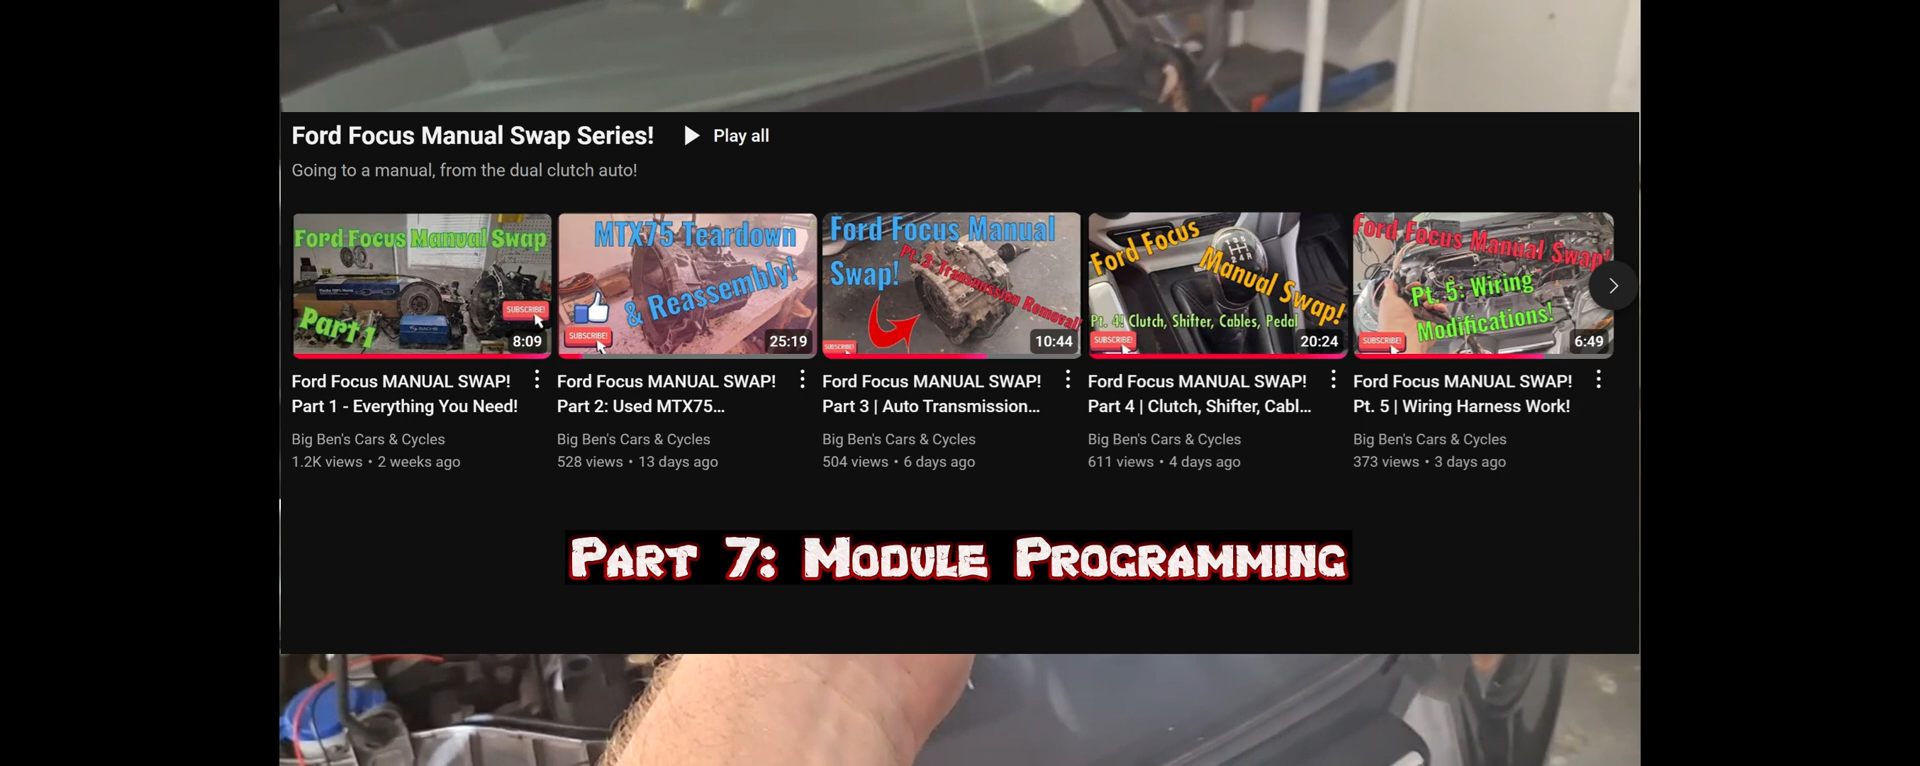 Ford Focus Manual Swap Series! Play all
Going to a manual, from the dual clutch auto!
Ford Focus Manual Swap
Part 1
SUBSCRIBE!
8:09
MTX75 Teardown
& Reassembly!
SUBSCRIBE!
25:19
Ford Focus Manual
Swap!
Pt. 3: Transmission Removal!
SUBSCRIBE!
10:44
Ford Focus
Manual Swap!
Pt. 4: Clutch, Shifter, Cables, Pedal
SUBSCRIBE!
20:24
Ford Focus Manual Swap!
Pt. 5: Wiring
Modifications!
SUBSCRIBE!
6:49
Ford Focus MANUAL SWAP!
Part 1 - Everything You Need!
Big Ben's Cars & Cycles
1.2K views • 2 weeks ago
Ford Focus MANUAL SWAP!
Part 2: Used MTX75...
Big Ben's Cars & Cycles
528 views • 13 days ago
Ford Focus MANUAL SWAP!
Part 3 | Auto Transmission...
Big Ben's Cars & Cycles
504 views • 6 days ago
Ford Focus MANUAL SWAP!
Part 4 | Clutch, Shifter, Cabl...
Big Ben's Cars & Cycles
611 views • 4 days ago
Ford Focus MANUAL SWAP!
Pt. 5 | Wiring Harness Work!
Big Ben's Cars & Cycles
373 views • 3 days ago
Part 7: Module Programming